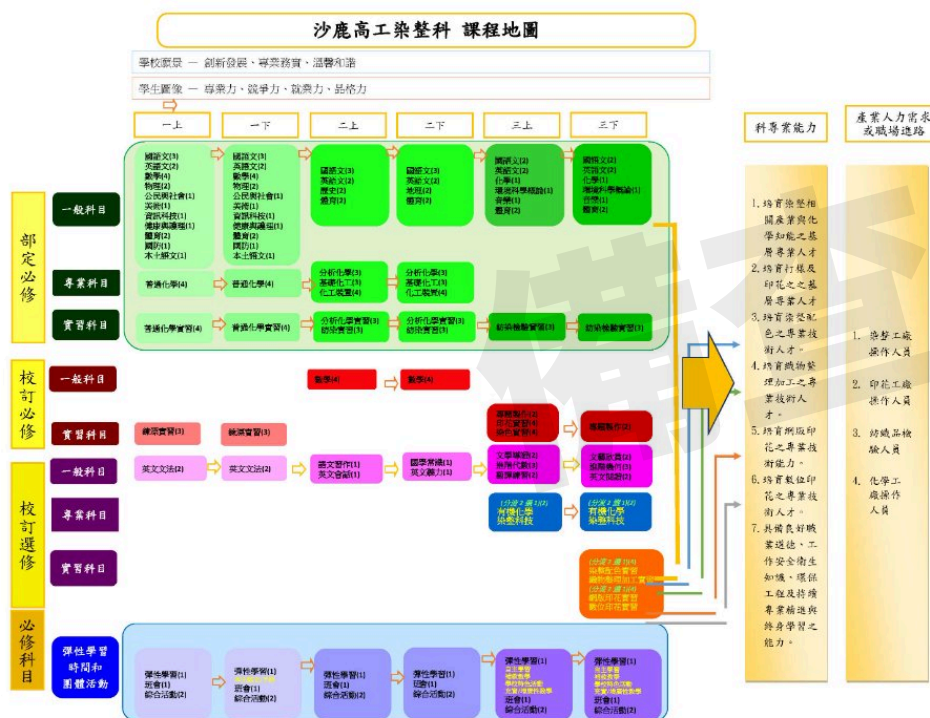 沙鹿高工染整科 課程地圖
學校願景 — 創新發展、專業務實、溫馨和諧
學生圖像 — 專業力、競爭力、就業力、品格力
一上
一下
二上
二下
三上
三下
科專業能力
產業人力需求
或職場進路
部定必修
一般科目
國語文(3)
英語文(2)
數學(4)
物理(2)
公民與社會(1)
美術(1)
資訊科技(1)
健康與護理(1)
體育(2)
國防(1)
本土語文(1)
國語文(3)
英語文(2)
數學(4)
物理(2)
公民與社會(1)
美術(1)
資訊科技(1)
健康與護理(1)
體育(2)
國防(1)
本土語文(1)
國語文(3)
英語文(2)
歷史(2)
體育(2)
國語文(3)
英語文(2)
地理(2)
體育(2)
國語文(2)
英語文(2)
化學(1)
環境科學概論(1)
音樂(1)
體育(2)
國語文(2)
英語文(2)
化學(1)
環境科學概論(1)
音樂(1)
體育(2)
專業科目
普通化學(4)
普通化學(4)
分析化學(3)
基礎化工(3)
化工裝置(3)
分析化學(3)
基礎化工(3)
化工裝置(3)
實習科目
普通化學實習(4)
普通化學實習(4)
分析化學實習(3)
紡染實習(3)
分析化學實習(3)
紡染實習(3)
紡染檢驗實習(3)
紡染檢驗實習(3)
校訂必修
一般科目
數學(4)
數學(4)
實習科目
專題製作(2)
印花實習(4)
染色實習(4)
專題製作(2)
校訂選修
一般科目
英文文法(2)
英文文法(2)
語文習作(1)
英文會話(1)
國學常識(1)
英文聽力(1)
專業科目
(分流2選1)(2)
有機化學
染整科技
(分流2選1)(2)
有機化學
染整科技
實習科目
網版印花實習
數位印花實習
必修科目
彈性學習
時間和
團體活動
彈性學習(1)
班會(1)
綜合活動(2)
彈性學習(1)
班會(1)
綜合活動(2)
彈性學習(1)
班會(1)
綜合活動(2)
彈性學習(1)
班會(1)
綜合活動(2)
彈性學習(1)
班會(1)
綜合活動(2)
彈性學習(1)
班會(1)
綜合活動(2)
1. 培育染整相
關產業與化
學知能之基
層專業人才
2. 培育打樣及
印花之之基
層專業人才
3. 培育染整配
色之專業技
術人才。
4. 培育織物整
理加工之專
業技術人
才。
5. 培育網版印
花之專業技
術能力。
6. 培育數位印
花之專業技
術人才。
7. 具備良好職
業道德、工
作安全衛生
知識、環保
工程及持續
專業精進與
終身學習之
能力。
1. 染整工廠
操作人員
2. 印花工廠
操作人員
3. 紡織品檢
驗人員
4. 化學工
廠操作
人員
備查